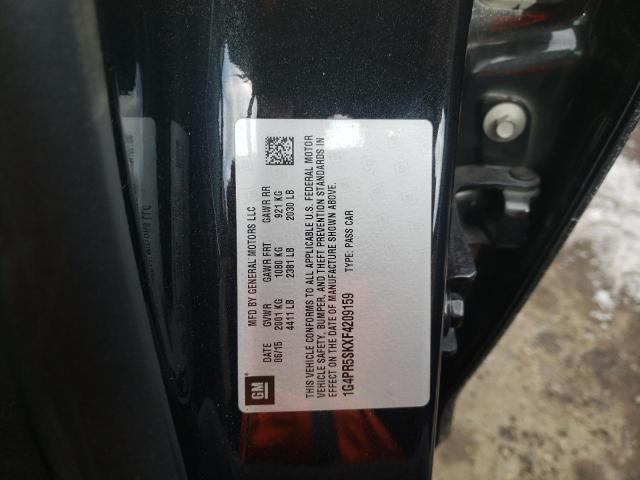 GM
MFD BY GENERAL MOTORS LLC
DATE GVWR GAWR FRT GAWR RR
06/15 2001 KG 1080 KG 921 KG
4411 LB 2381 LB 2030 LB
THIS VEHICLE CONFORMS TO ALL APPLICABLE U.S. FEDERAL MOTOR
VEHICLE SAFETY, BUMPER, AND THEFT PREVENTION STANDARDS IN
EFFECT ON THE DATE OF MANUFACTURE SHOWN ABOVE.
1G4PR5SKXF4209159 TYPE: PASS CAR